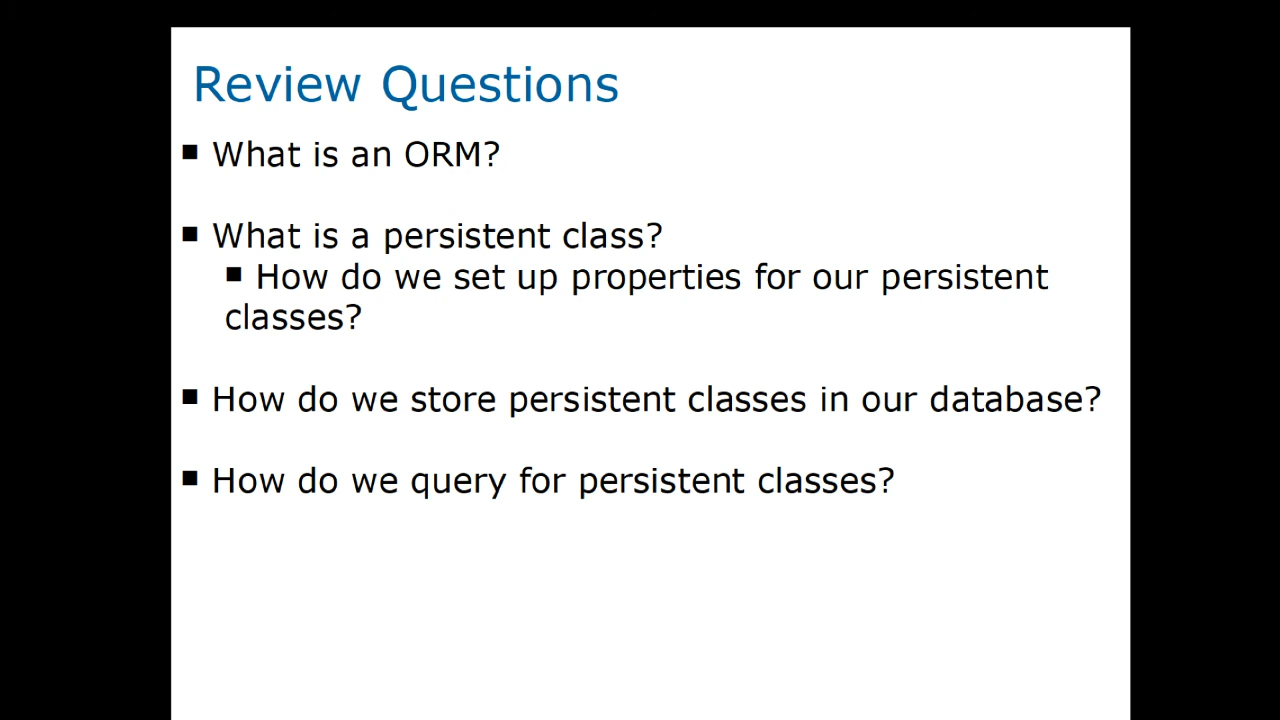 Review Questions
■ What is an ORM?
■ What is a persistent class?
■ How do we set up properties for our persistent
classes?
■ How do we store persistent classes in our database?
■ How do we query for persistent classes?